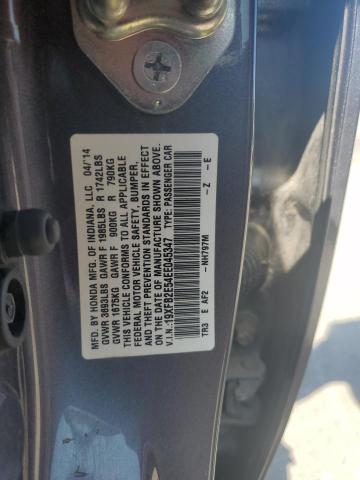 MFD. BY HONDA MFG. OF INDIANA, LLC 04/'14
GVWR 3693LBS GAWR F 1985LBS R 1742LBS
GVWR 1675KG GAWR F 900KG R 790KG
THIS VEHICLE CONFORMS TO ALL APPLICABLE
FEDERAL MOTOR VEHICLE SAFETY, BUMPER,
THEFT PREVENTION STANDARDS IN EFFECT
ON THE DATE OF MANUFACTURE SHOWN ABOVE.
V.I.N.:19XFB2E54EE045347 TYPE: PASSENGER CAR
TR3 E AF2 -NH797M -Z -E